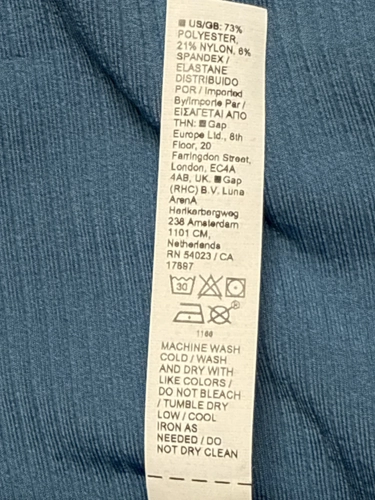 US/GB: 73%
POLYESTER,
21% NYLON, 6%
SPANDEX /
ELASTANE
DISTRIBUIDO
POR / Imported
By/Importe Par /
ΕΙΣΑΓΕΤΑΙ ΑΠΟ
ΤΗΝ: Gap
Europe Ltd., 6th
Floor, 20
Farringdon Street,
London, EC4A
4AB, UK. Gap
(RHC) B.V. Luna
ArenA
Herikerbergweg
238 Amsterdam
1101 CM,
Netherlands
RN 54023 / CA
17897
30
1166
MACHINE WASH
COLD / WASH
AND DRY WITH
LIKE COLORS /
DO NOT BLEACH
/ TUMBLE DRY
LOW / COOL
IRON AS
NEEDED / DO
NOT DRY CLEAN